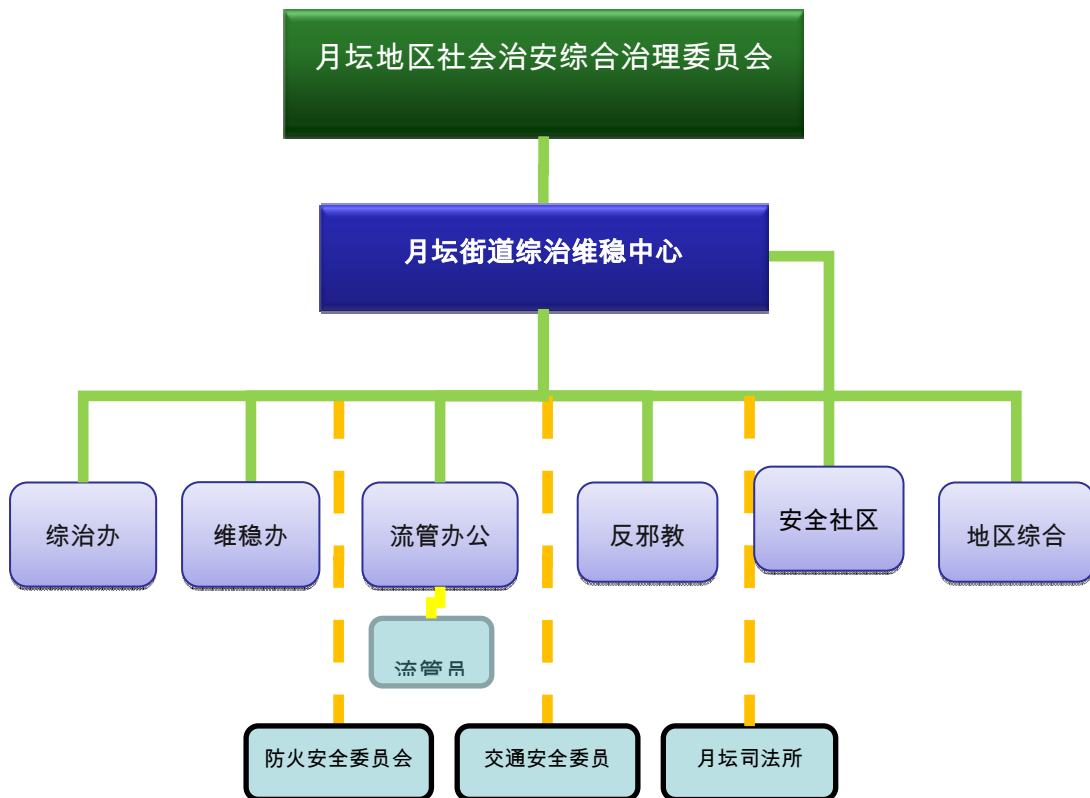 月坛地区社会治安综合治理委员会
月坛街道综治维稳中心
综治办
维稳办
流管办公
反邪教
安全社区
地区综合
流管员
防火安全委员会
交通安全委员
月坛司法所